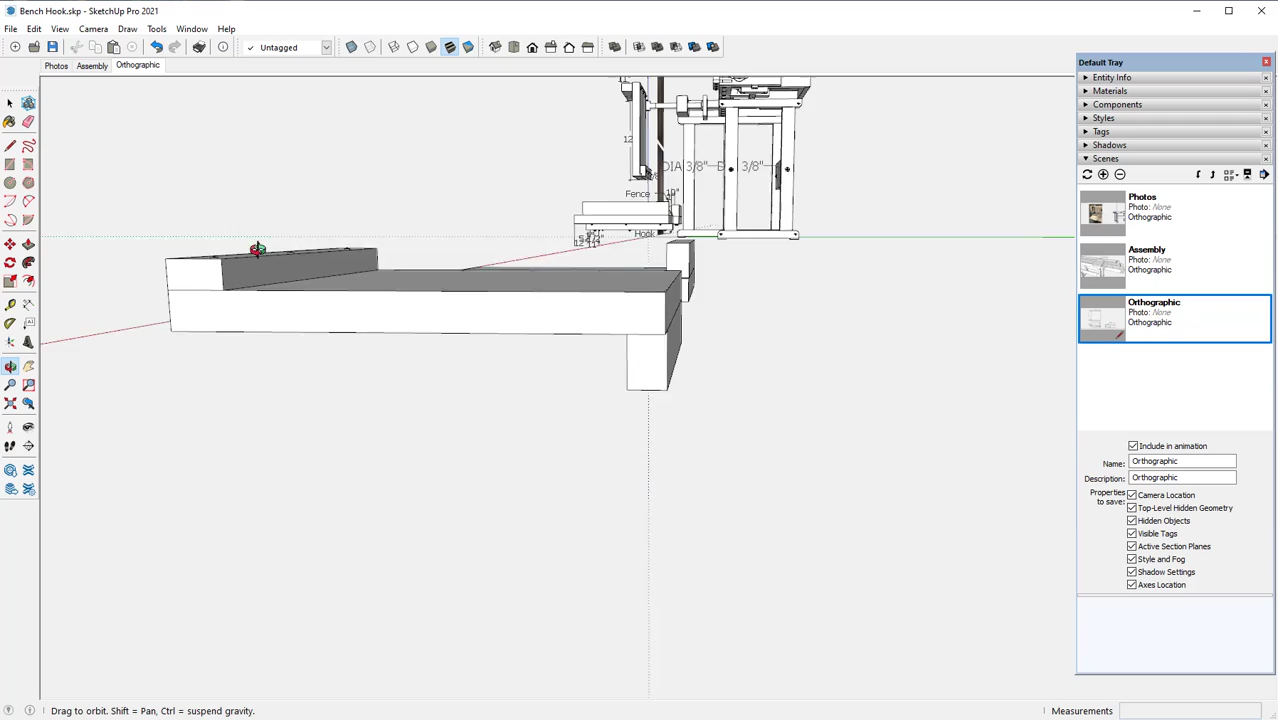 Bench Hook.skp - SketchUp Pro 2021
File Edit View Camera Draw Tools Window Help
Untagged
Photos Assembly Orthographic
Default Tray
Entity Info
Materials
Components
Styles
Tags
Shadows
Scenes
Photos
Photo: None
Orthographic
Assembly
Photo: None
Orthographic
Orthographic
Photo: None
Orthographic
Include in animation
Name: Orthographic
Description: Orthographic
Properties to save:
Camera Location
Top-Level Hidden Geometry
Hidden Objects
Visible Tags
Active Section Planes
Style and Fog
Shadow Settings
Axes Location
12
DIA 3/8" D 3/8"
Fence
Hook
Drag to orbit. Shift = Pan, Ctrl = suspend gravity.
Measurements